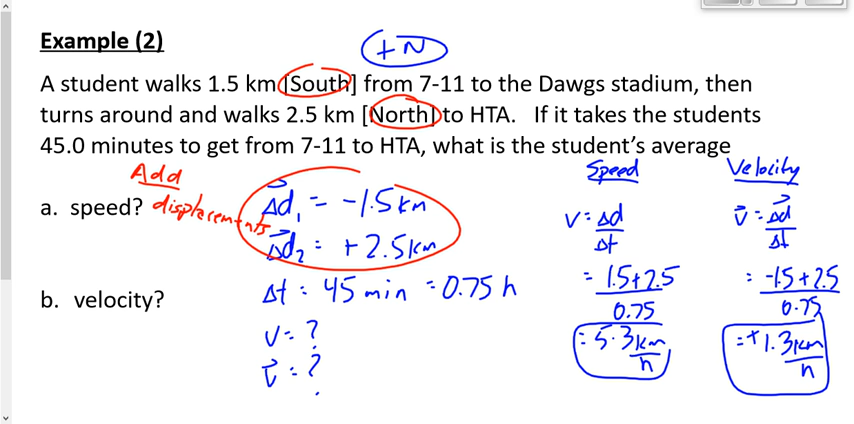 Example (2)
+N
A student walks 1.5 km [South] from 7-11 to the Dawgs stadium, then
turns around and walks 2.5 km [North] to HTA. If it takes the students
45.0 minutes to get from 7-11 to HTA, what is the student's average
Add
displacements
a. speed?
b. velocity?
Δd⃗₁ = -1.5 km
Δd⃗₂ = +2.5 km
Δt = 45 min = 0.75 h
v = ?
v⃗ = ?
Speed
v = Δd/Δt
= 1.5+2.5/0.75
= 5.3 km/h
Velocity
v⃗ = Δd⃗/Δt
= -1.5+2.5/0.75
= +1.3 km/h